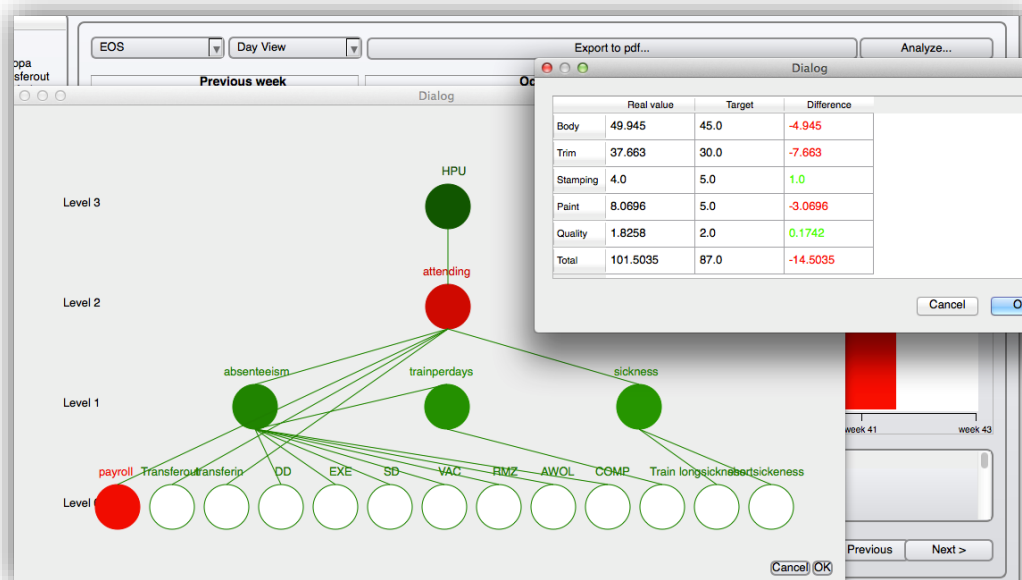 EOS
Day View
Export to pdf...
Analyze...
opa
sferout
Previous week
Dialog
Dialog
Real value Target Difference
Body 49.945 45.0 -4.945
Trim 37.663 30.0 -7.663
Stamping 4.0 5.0 1.0
Paint 8.0696 5.0 -3.0696
Quality 1.8258 2.0 0.1742
Total 101.5035 87.0 -14.5035
Cancel
HPU
Level 3
attending
Level 2
absenteeism trainperdays sickness
Level 1
payroll Transferout transferin DD EXE SD VAC RMZ AWOL COMP Train longsickness
Level
week 41 week 43
Previous Next >
Cancel OK